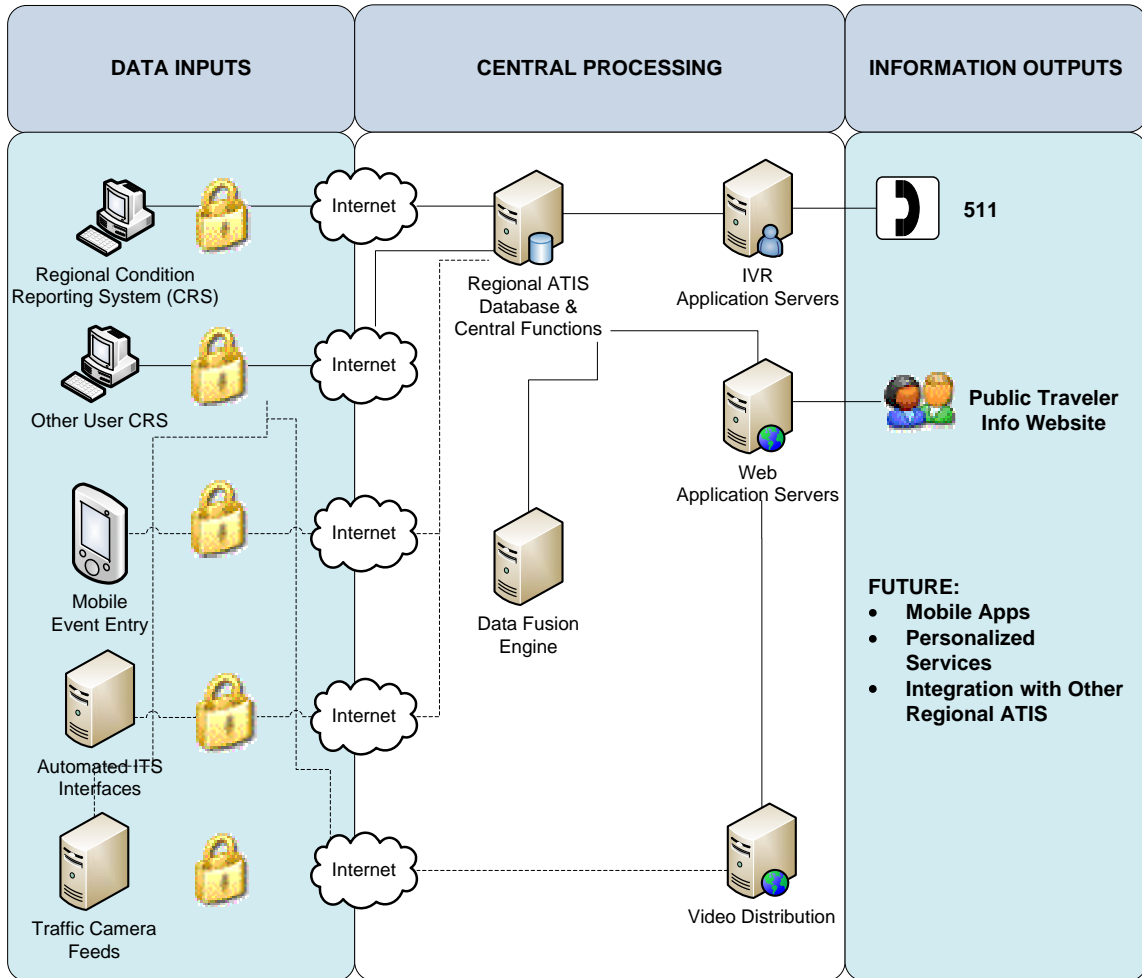 DATA INPUTS
CENTRAL PROCESSING
INFORMATION OUTPUTS
Internet
Regional Condition
Reporting System (CRS)
Regional ATIS
Database &
Central Functions
IVR
Application Servers
511
Internet
Other User CRS
Web
Application Servers
Public Traveler
Info Website
Internet
Mobile
Event Entry
Data Fusion
Engine
FUTURE:
• Mobile Apps
• Personalized
Services
• Integration with Other
Regional ATIS
Internet
Automated ITS
Interfaces
Internet
Traffic Camera
Feeds
Video Distribution